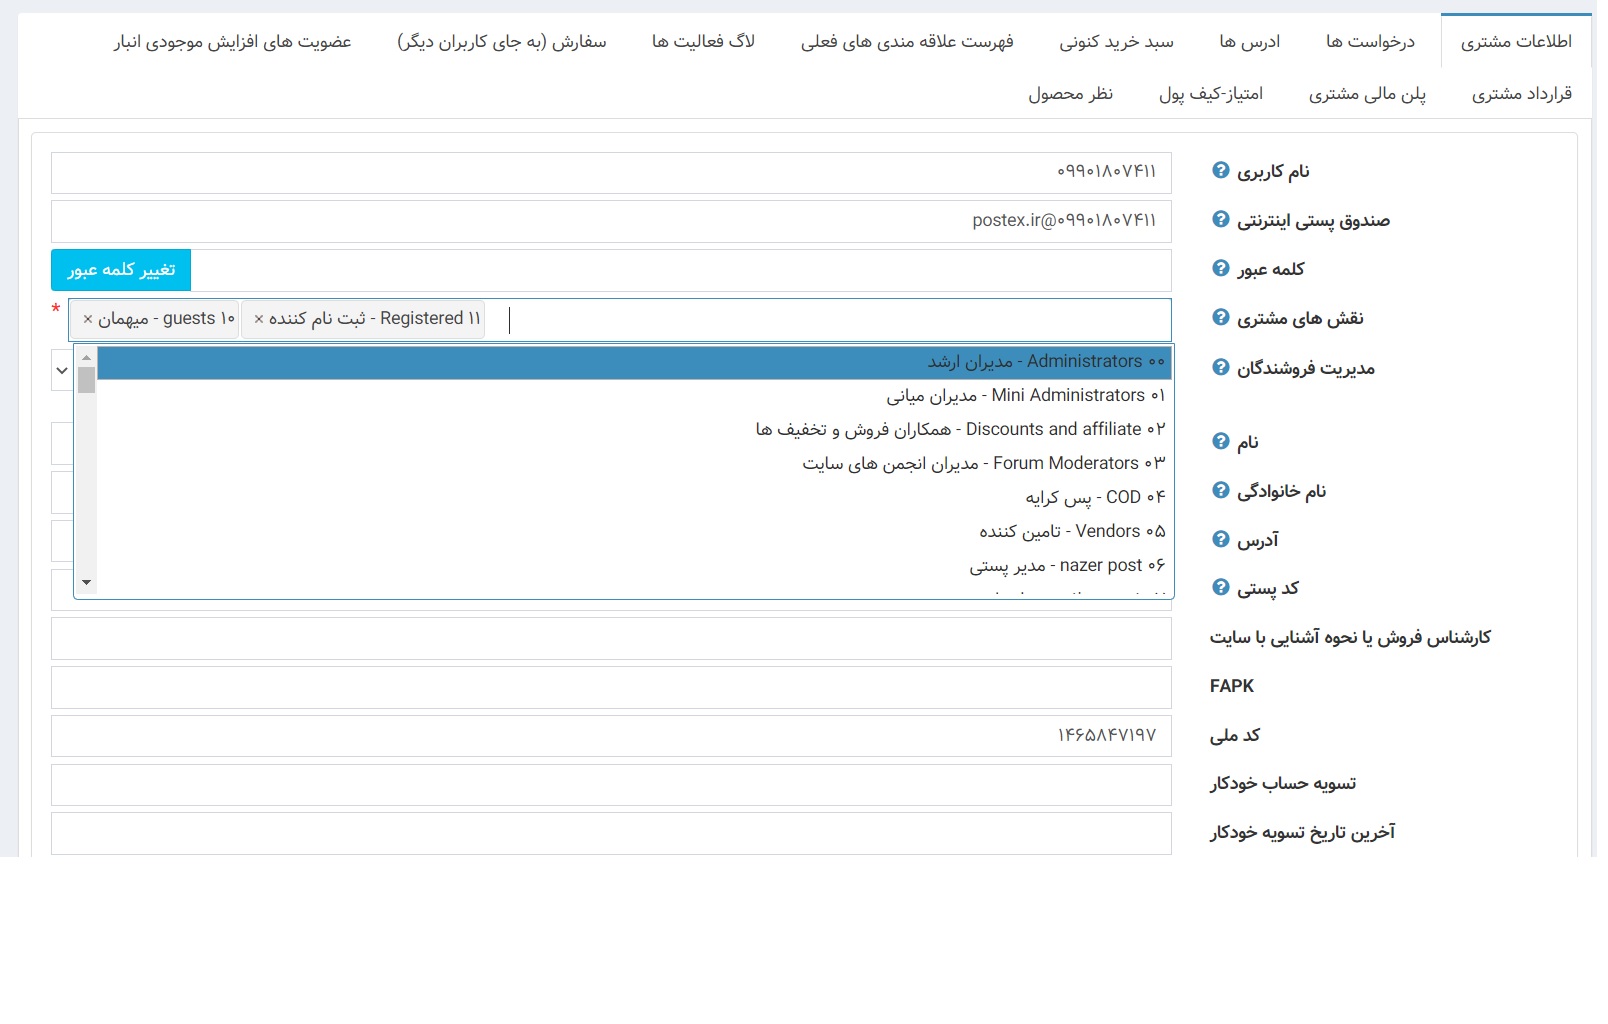 اطلاعات مشتری درخواست ها ادرس ها سبد خرید کنونی فهرست علاقه مندی های فعلی لاگ فعالیت ها سفارش (به جای کاربران دیگر) عضویت های افزایش موجودی انبار
قرارداد مشتری پلن مالی مشتری امتیاز-کیف پول نظر محصول
نام کاربری ۰۹۹۰۱۸۰۷۴۱۱
صندوق پستی اینترنتی postex.ir@۰۹۹۰۱۸۰۷۴۱۱
کلمه عبور تغییر کلمه عبور
نقش های مشتری Registered ۱۱ - ثبت نام کننده × guests ۱۰ - میهمان × *
مدیریت فروشندگان
Administrators ۰۰ - مدیران ارشد
Mini Administrators ۰۱ - مدیران میانی
Discounts and affiliate ۰۲ - همکاران فروش و تخفیف ها
Forum Moderators ۰۳ - مدیران انجمن های سایت
COD ۰۴ - پس کرایه
Vendors ۰۵ - تامین کننده
nazer post ۰۶ - مدیر پستی
نام
نام خانوادگی
آدرس
کد پستی
کارشناس فروش یا نحوه آشنایی با سایت
FAPK
کد ملی ۱۴۶۵۸۴۷۱۹۷
تسویه حساب خودکار
آخرین تاریخ تسویه خودکار